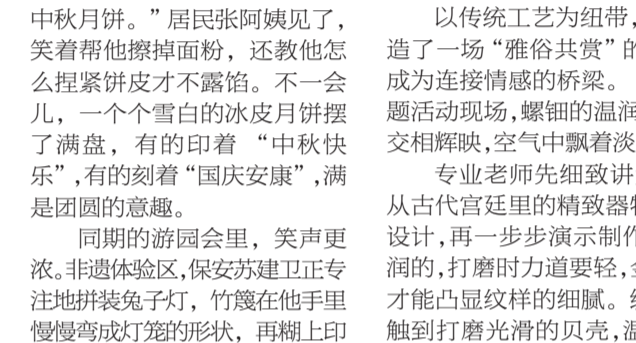 中秋月饼。”居民张阿姨见了，
笑着帮他擦掉面粉，还教他怎
么捏紧饼皮才不露馅。不一会
儿，一个个雪白的冰皮月饼摆
了满盘，有的印着“中秋快
乐”，有的刻着“国庆安康”，满
是团圆的意趣。
同期的游园会里，笑声更
浓。非遗体验区，保安苏建卫正专
注地拼装兔子灯，竹篾在他手里
慢慢弯成灯笼的形状，再糊上印
以传统工艺为纽带，
造了一场“雅俗共赏”的
成为连接情感的桥梁。
题活动现场，螺钿的温润
交相辉映，空气中飘着淡
专业老师先细致讲
从古代宫廷里的精致器物
设计，再一步步演示制作
润的，打磨时力道要轻，
才能凸显纹样的细腻。
触到打磨光滑的贝壳，温